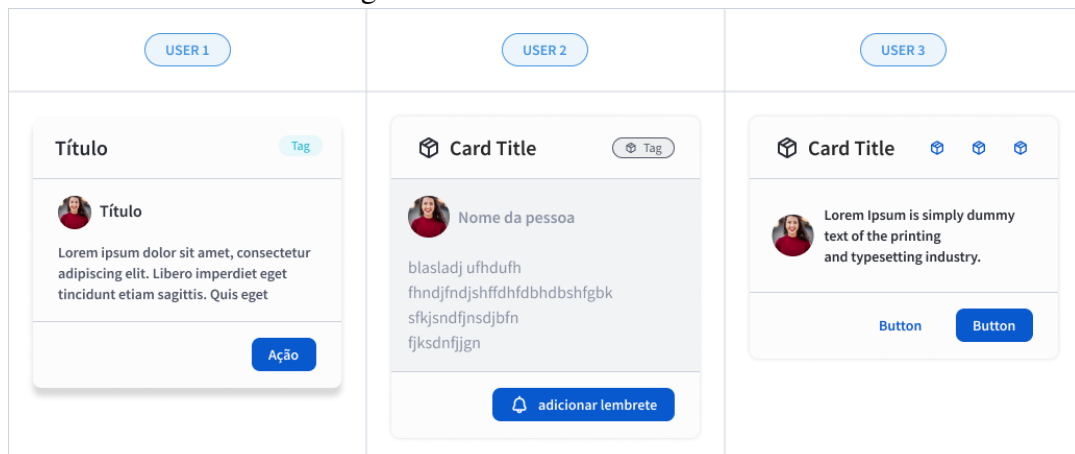 USER 1
USER 2
USER 3
Título
Tag
Título
Lorem ipsum dolor sit amet, consectetur
adipiscing elit. Libero imperdiet eget
tincidunt etiam sagittis. Quis eget
Ação
Card Title
Tag
Nome da pessoa
blasladj ufhdufh
fhndjfndjshffdhfdbhdbshfgbk
sfkjsndfjnsdjbfn
fjksdnfjjgn
adicionar lembrete
Card Title
Lorem Ipsum is simply dummy
text of the printing
and typesetting industry.
Button
Button